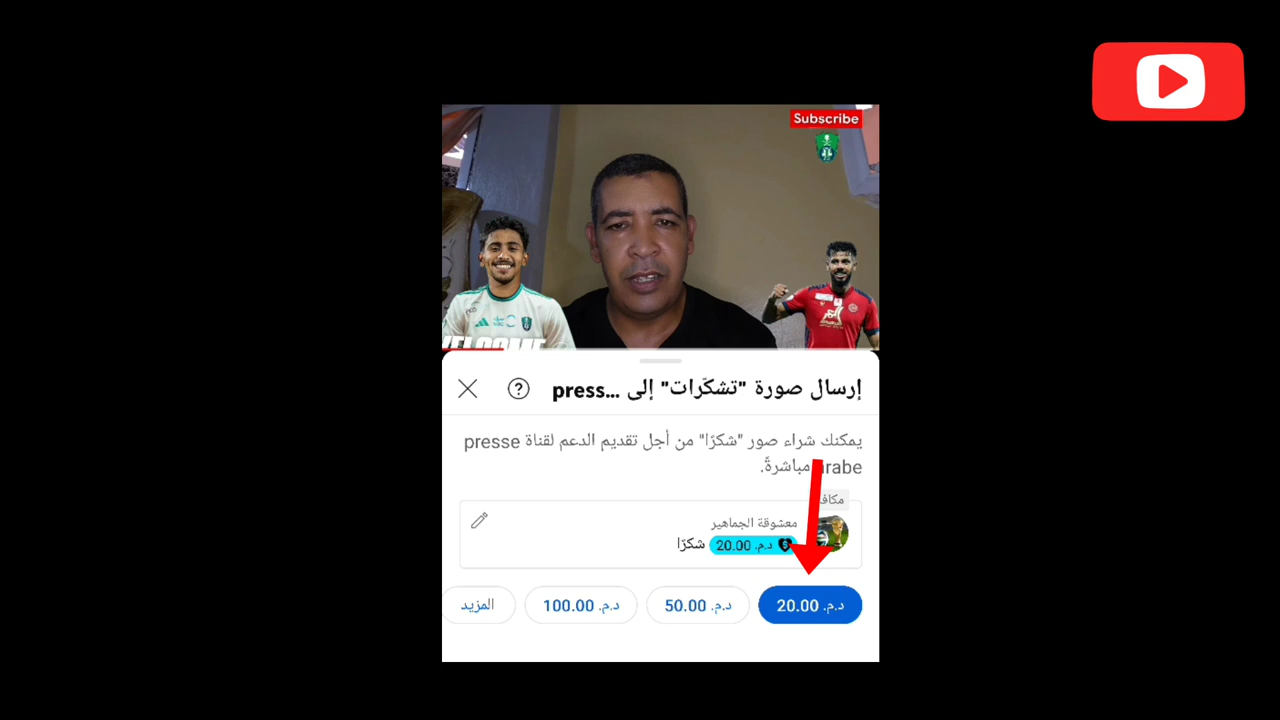 Subscribe
WELCOME
إرسال صورة "تشكّرات" إلى ...press
يمكنك شراء صور "شكرًا" من أجل تقديم الدعم لقناة presse
arabe مباشرةً.
معشوقة الجماهير
د.م. 20.00 شكرًا
د.م. 20.00
د.م. 50.00
د.م. 100.00
المزيد